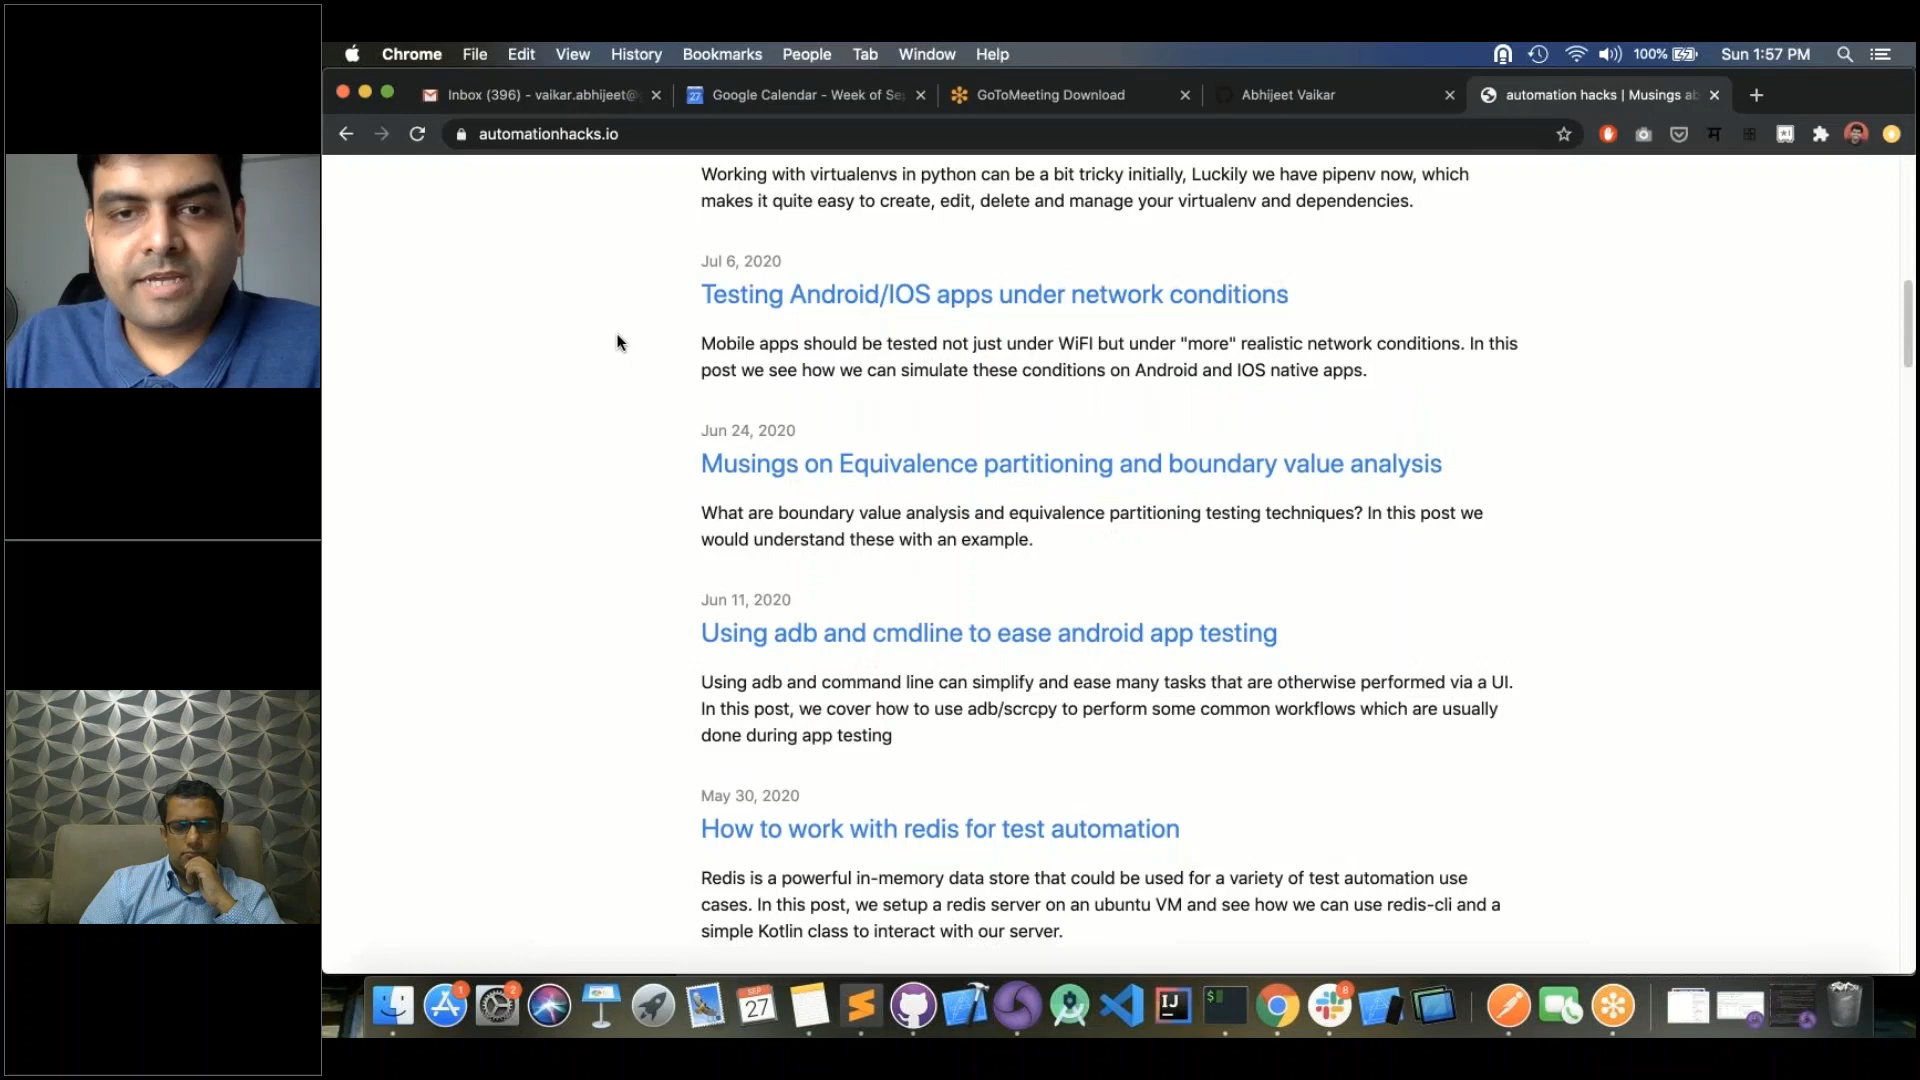 Chrome File Edit View History Bookmarks People Tab Window Help 100% Sun 1:57 PM
Inbox (396) - vaikar.abhijeet@ Google Calendar - Week of Se GoToMeeting Download Abhijeet Vaikar automation hacks | Musings ab
automationhacks.io
Working with virtualenvs in python can be a bit tricky initially, Luckily we have pipenv now, which
makes it quite easy to create, edit, delete and manage your virtualenv and dependencies.
Jul 6, 2020
Testing Android/IOS apps under network conditions
Mobile apps should be tested not just under WiFI but under "more" realistic network conditions. In this
post we see how we can simulate these conditions on Android and IOS native apps.
Jun 24, 2020
Musings on Equivalence partitioning and boundary value analysis
What are boundary value analysis and equivalence partitioning testing techniques? In this post we
would understand these with an example.
Jun 11, 2020
Using adb and cmdline to ease android app testing
Using adb and command line can simplify and ease many tasks that are otherwise performed via a UI.
In this post, we cover how to use adb/scrcpy to perform some common workflows which are usually
done during app testing
May 30, 2020
How to work with redis for test automation
Redis is a powerful in-memory data store that could be used for a variety of test automation use
cases. In this post, we setup a redis server on an ubuntu VM and see how we can use redis-cli and a
simple Kotlin class to interact with our server.
1 2 SEP 27 IJ $ 8